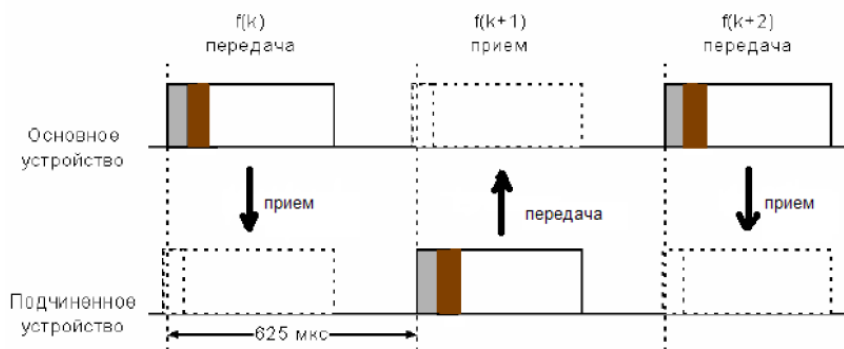 f(k)
передача
f(k+1)
прием
f(k+2)
передача
Основное
устройство
прием
передача
прием
Подчиненное
устройство
625 мкс